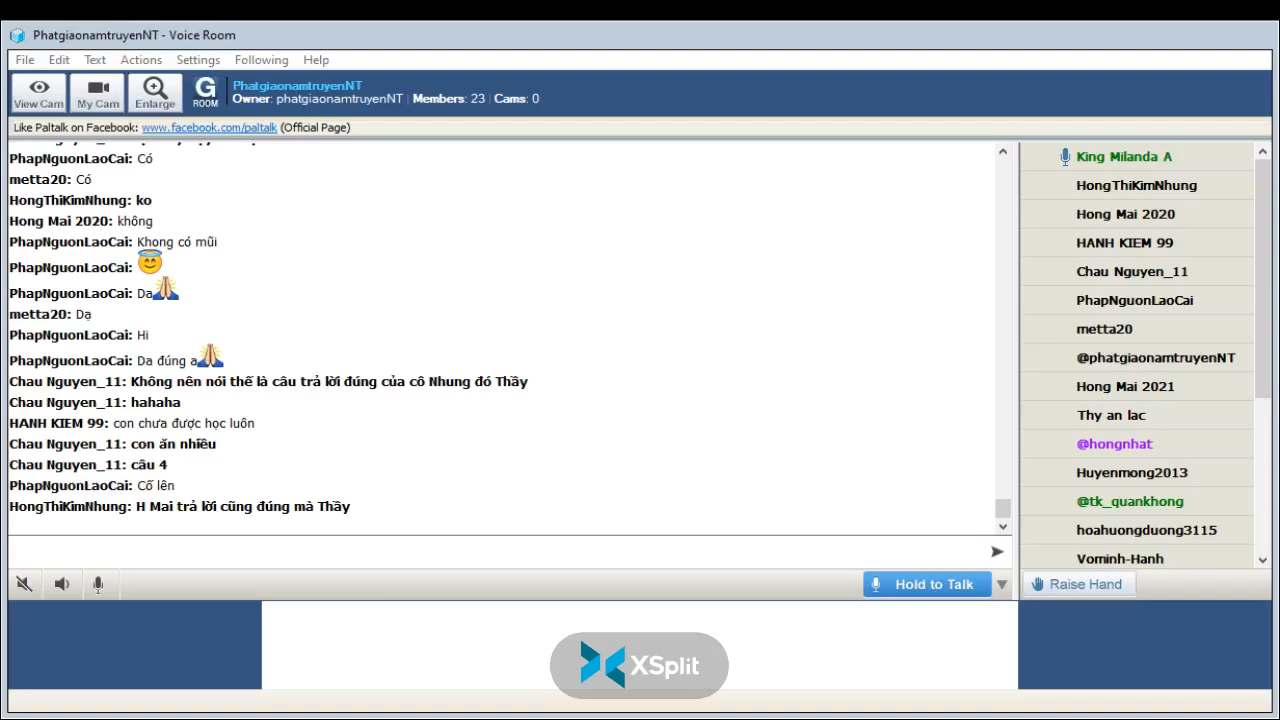 PhatgiaonamtruyenNT - Voice Room
File Edit Text Actions Settings Following Help
View Cam
My Cam
Enlarge
G ROOM
PhatgiaonamtruyenNT
Owner: phatgiaonamtruyenNT | Members: 23 | Cams: 0
Like Paltalk on Facebook: www.facebook.com/paltalk (Official Page)
PhapNguonLaoCai: Có
metta20: Có
HongThiKimNhung: ko
Hong Mai 2020: không
PhapNguonLaoCai: Khong có mũi
PhapNguonLaoCai:
PhapNguonLaoCai: Da
metta20: Dạ
PhapNguonLaoCai: Hi
PhapNguonLaoCai: Da đúng a
Chau Nguyen_11: Không nên nói thế là câu trả lời đúng của cô Nhung đó Thầy
Chau Nguyen_11: hahaha
HANH KIEM 99: con chưa được học luôn
Chau Nguyen_11: con ăn nhiều
Chau Nguyen_11: câu 4
PhapNguonLaoCai: Cố lên
HongThiKimNhung: H Mai trả lời cũng đúng mà Thầy
King Milanda A
HongThiKimNhung
Hong Mai 2020
HANH KIEM 99
Chau Nguyen_11
PhapNguonLaoCai
metta20
@phatgiaonamtruyenNT
Hong Mai 2021
Thy an lac
@hongnhat
Huyenmong2013
@tk_quankhong
hoahuongduong3115
Vominh-Hanh
Hold to Talk
Raise Hand
XSplit